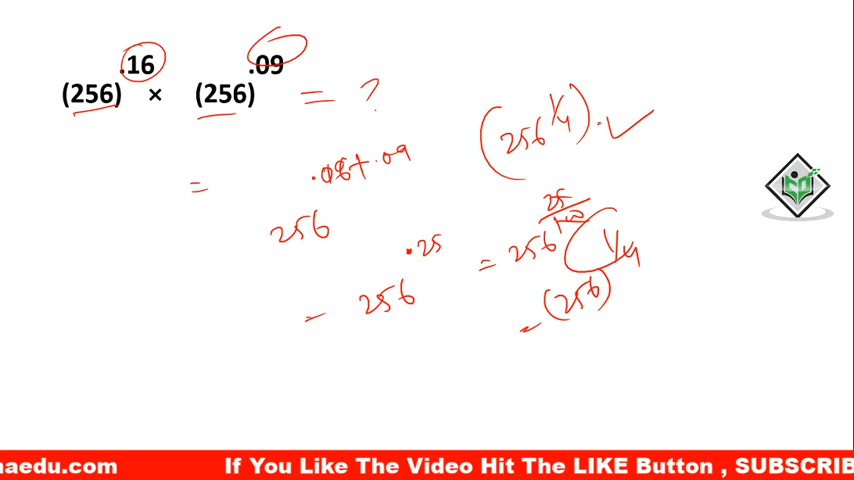 (256)^.16 × (256)^.09 = ?
(256^1/4) . ✓
= 256^.16+.09
= 256^.25 = 256^25/100
= (256)^1/4
naedu.com If You Like The Video Hit The LIKE Button , SUBSCRIB